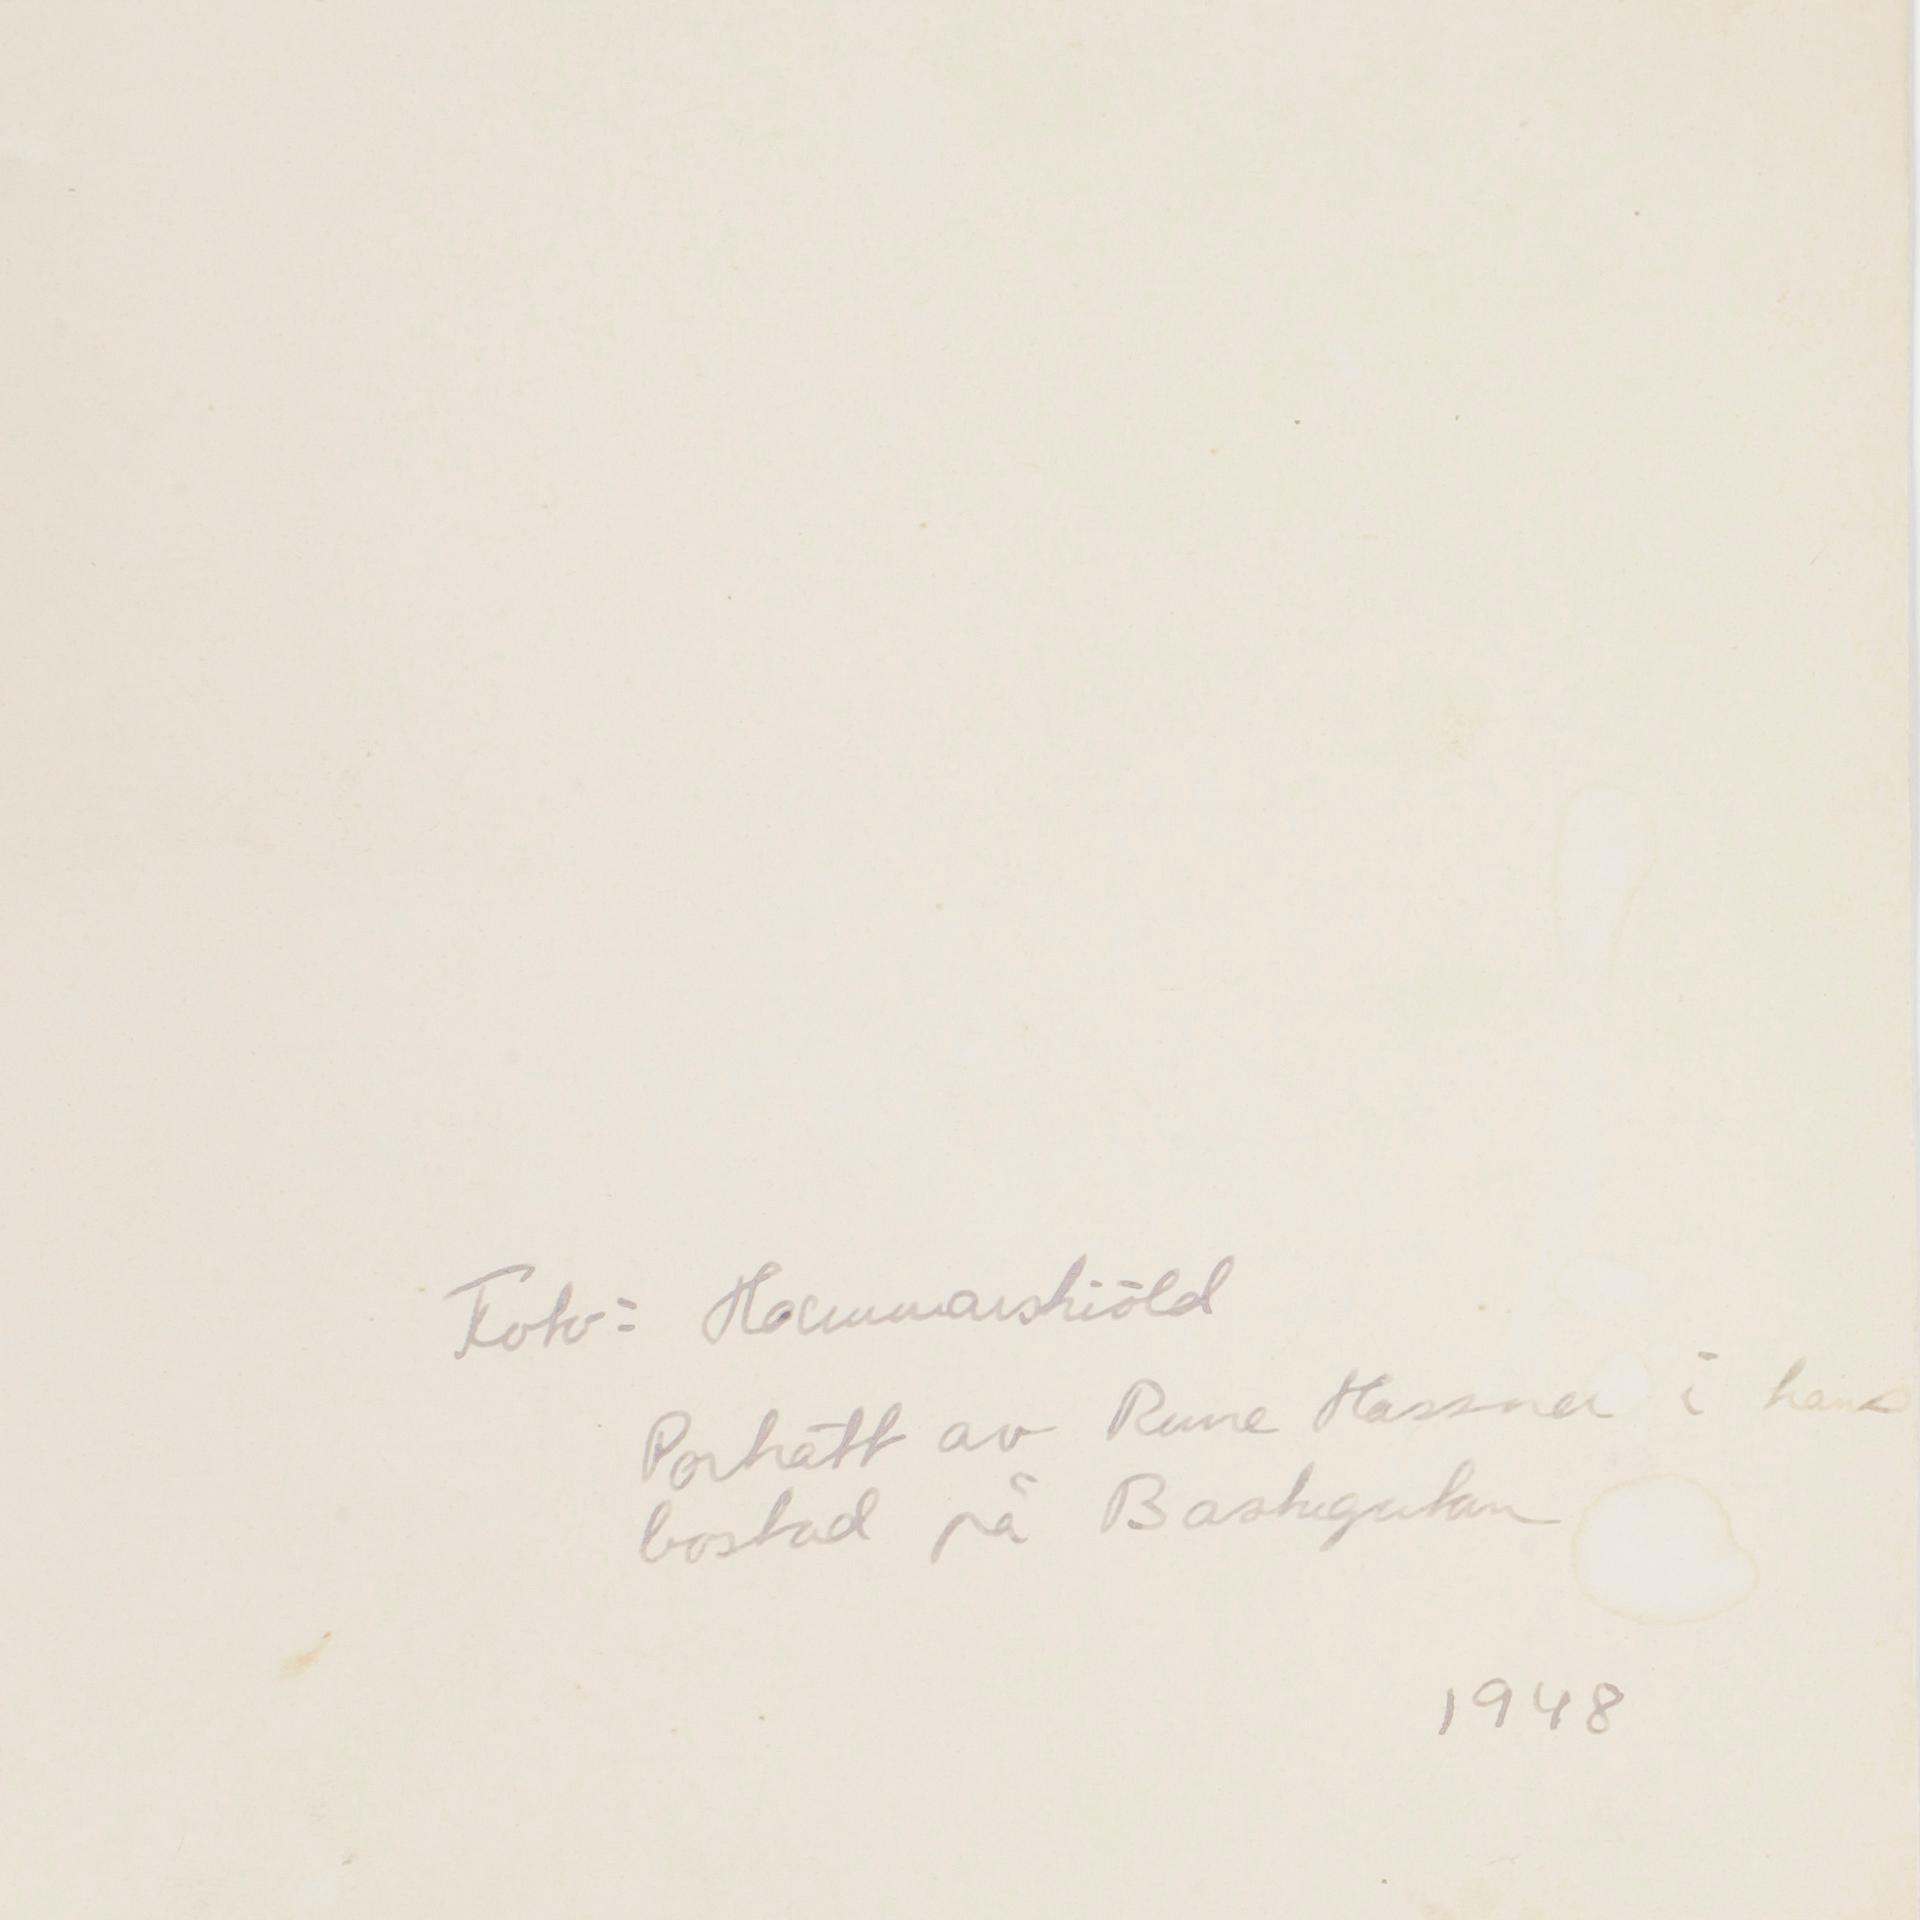 Foto: Hammarskiöld
Porträtt av Rune Hassner i hans
bostad på Bastugatan
1948